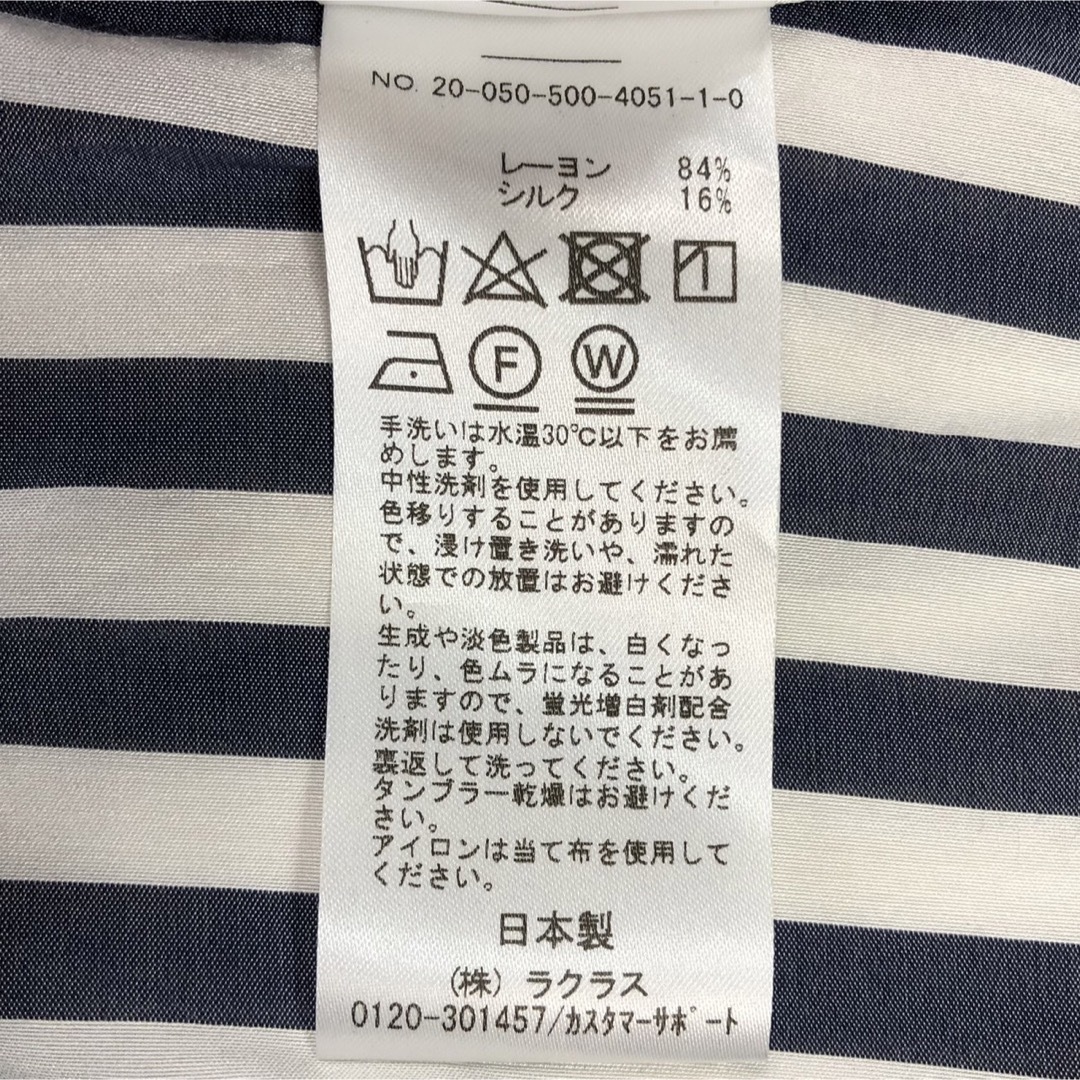 NO. 20-050-500-4051-1-0
レーヨン 84%
シルク 16%
F W
手洗いは水温30℃以下をお薦
めします。
中性洗剤を使用してください。
色移りすることがありますの
で、浸け置き洗いや、濡れた
状態での放置はお避けくださ
い。
生成や淡色製品は、白くなっ
たり、色ムラになることがあ
りますので、蛍光増白剤配合
洗剤は使用しないでください。
裏返して洗ってください。
タンブラー乾燥はお避けくだ
さい。
アイロンは当て布を使用して
ください。
日本製
(株) ラクラス
0120-301457/カスタマーサポート